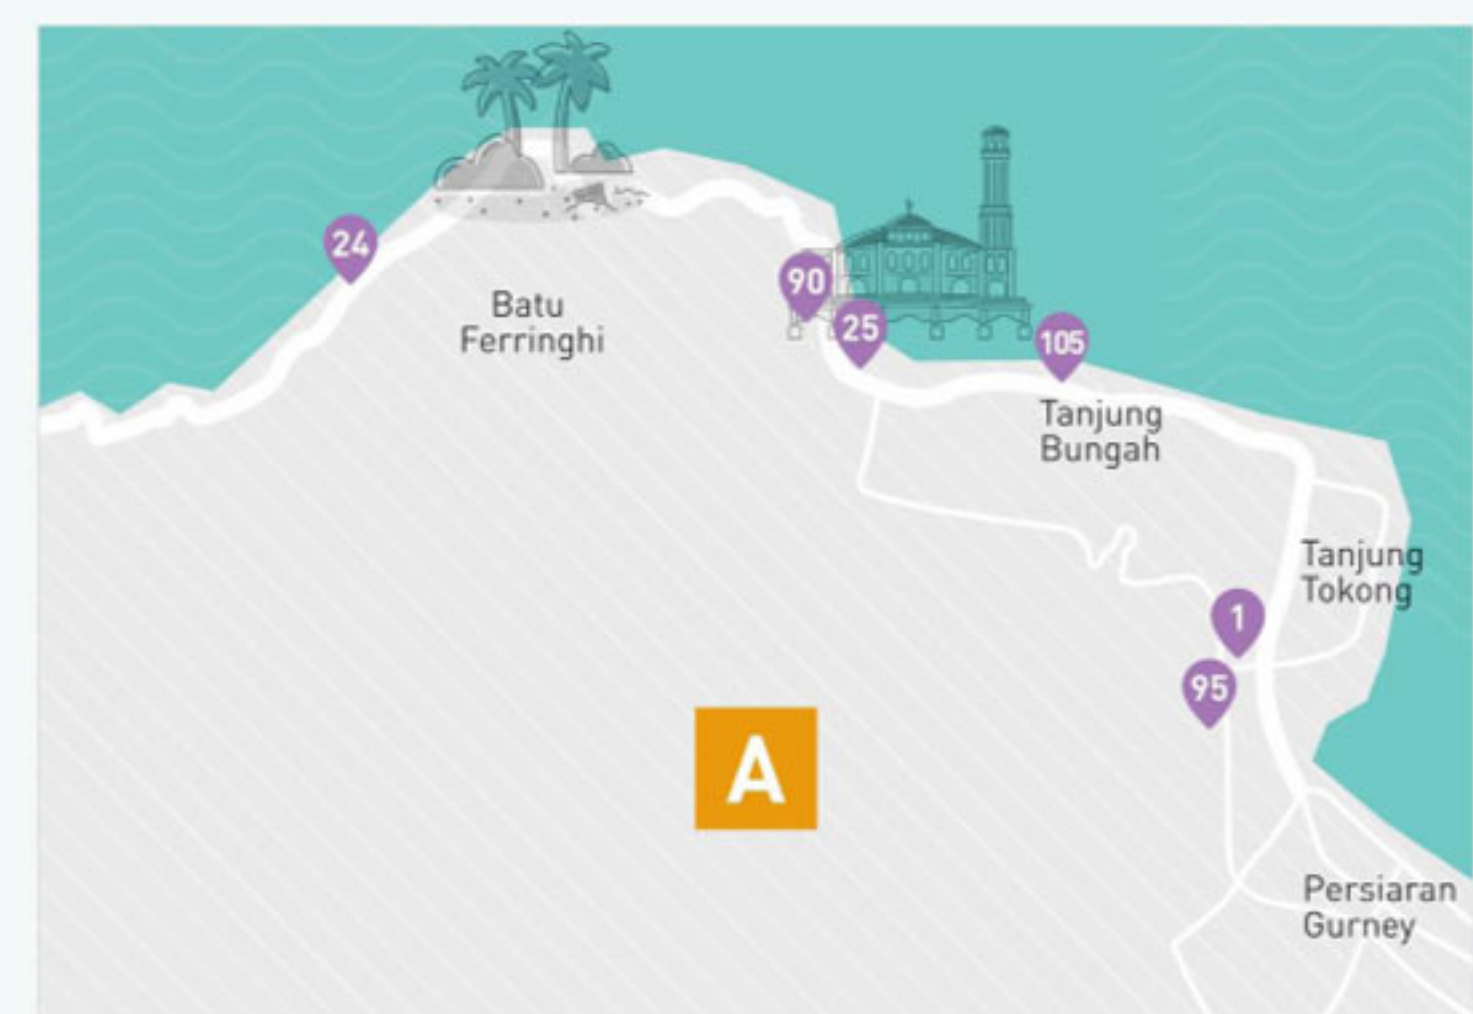 24
Batu
Ferringhi
90
25
105
Tanjung
Bungah
Tanjung
Tokong
1
95
A
Persiaran
Gurney